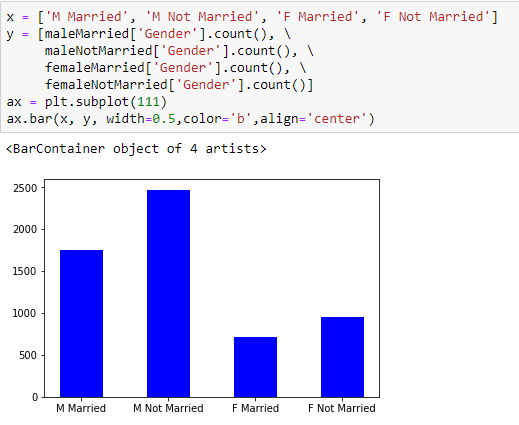 x = ['M Married', 'M Not Married', 'F Married', 'F Not Married']
y = [maleMarried['Gender'].count(), \
maleNotMarried['Gender'].count(), \
femaleMarried['Gender'].count(), \
femaleNotMarried['Gender'].count()]
ax = plt.subplot(111)
ax.bar(x, y, width=0.5,color='b',align='center')
<BarContainer object of 4 artists>
2500
2000
1500
1000
500
0
M Married M Not Married F Married F Not Married